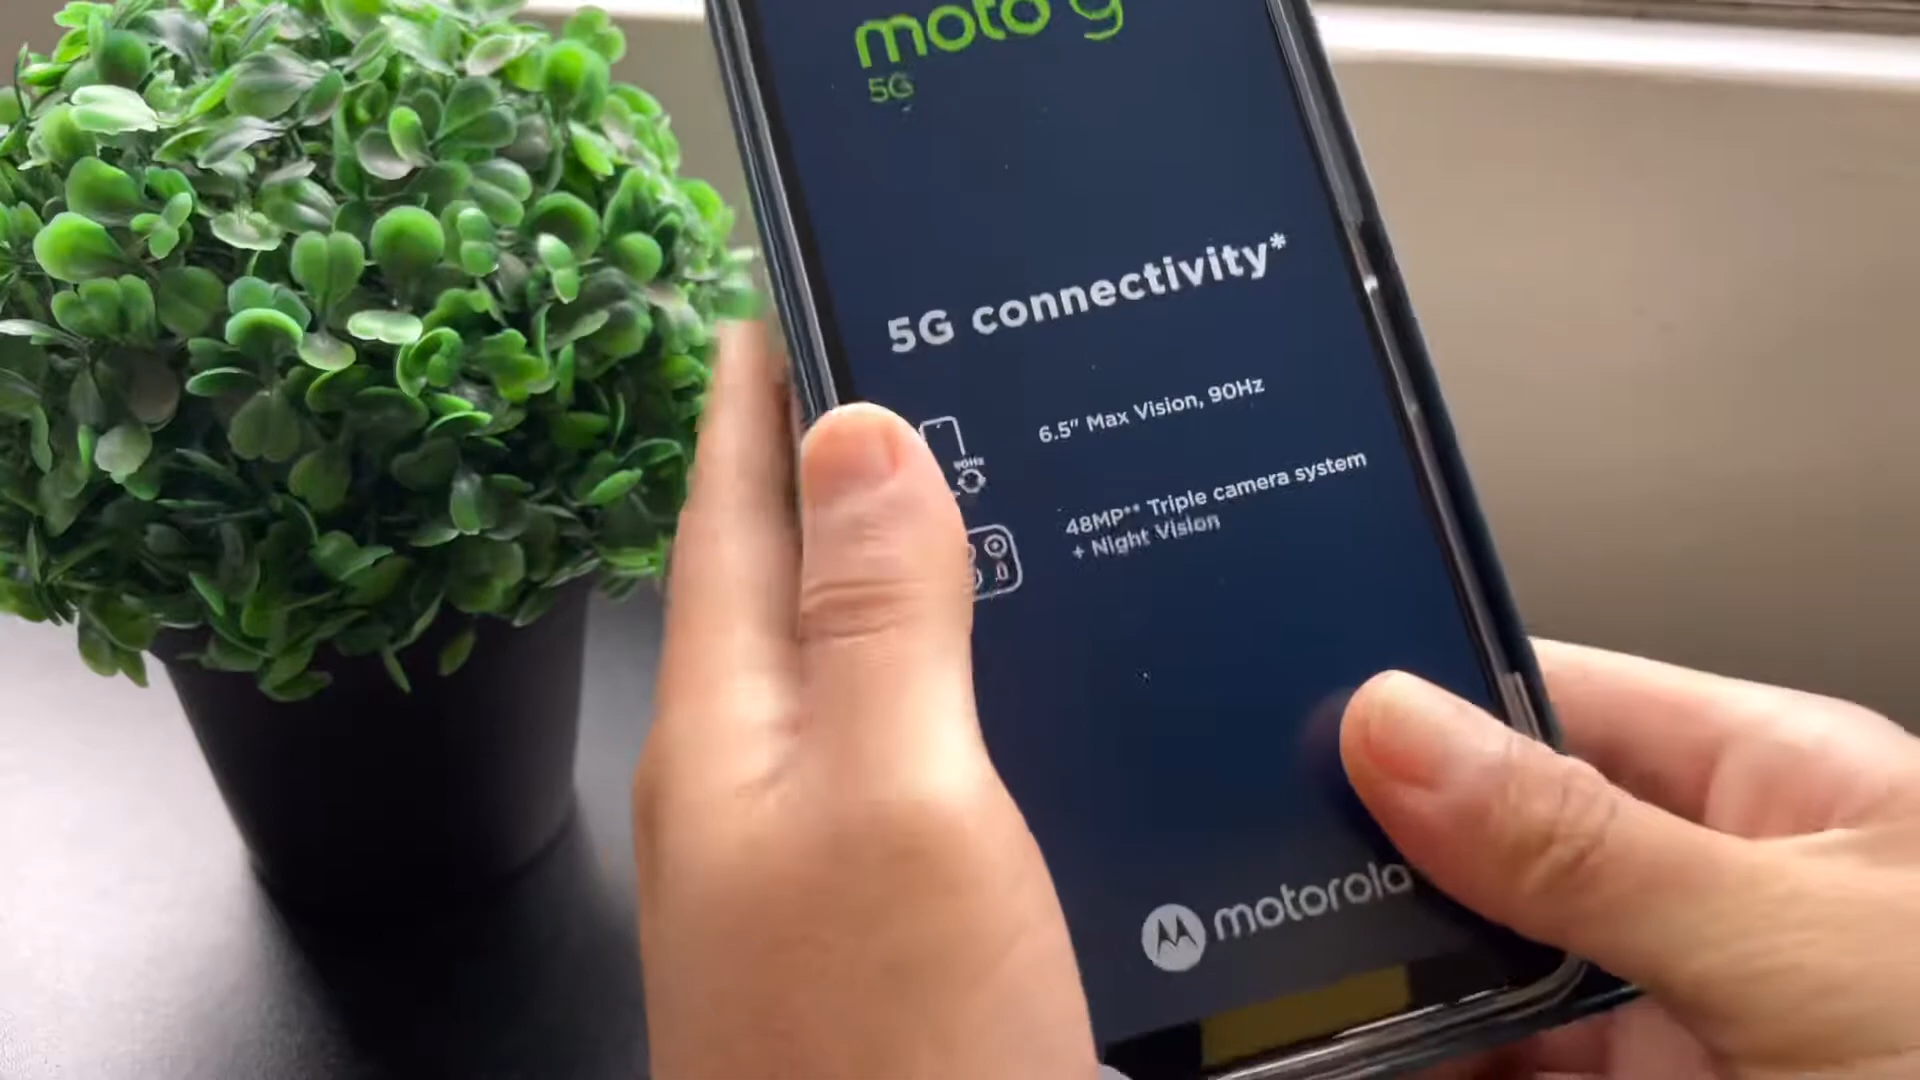 moto g
5G
5G connectivity*
90Hz
6.5" Max Vision, 90Hz
48MP** Triple camera system
+ Night Vision
motorola